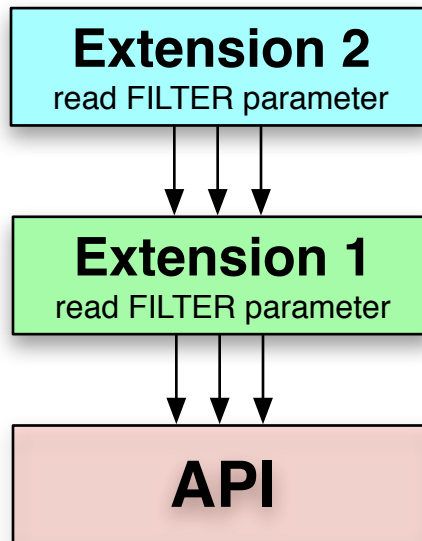 Extension 2
read FILTER parameter
Extension 1
read FILTER parameter
API